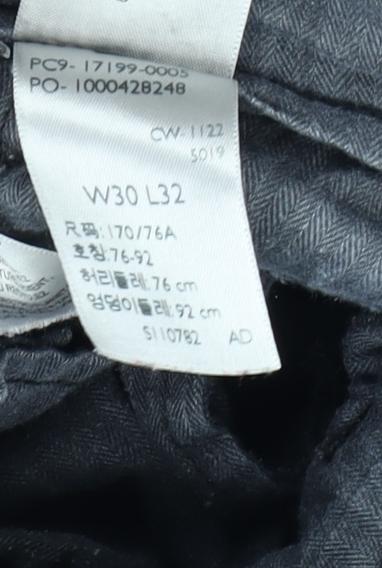 PC9-17199-0005
PO-1000428248
CW-1122
5019
W30 L32
尺码:170/76A
호칭:76-92
허리둘레:76 cm
엉덩이둘레:92 cm
S110782 AD